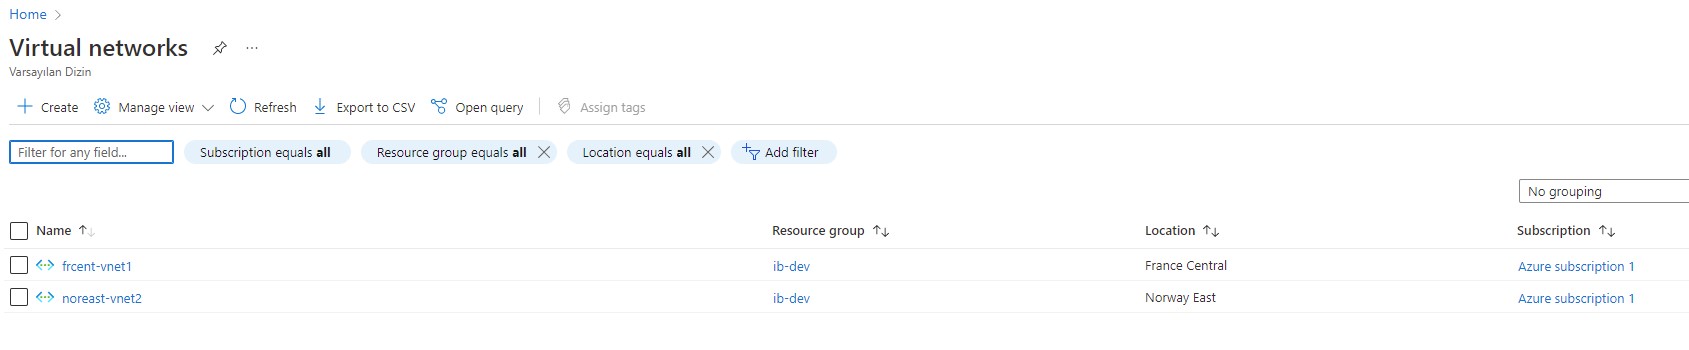 Home
Virtual networks
Varsayılan Dizin
Create Manage view Refresh Export to CSV Open query Assign tags
Filter for any field... Subscription equals all Resource group equals all Location equals all Add filter
No grouping
Name Resource group Location Subscription
frcent-vnet1 ib-dev France Central Azure subscription 1
noreast-vnet2 ib-dev Norway East Azure subscription 1